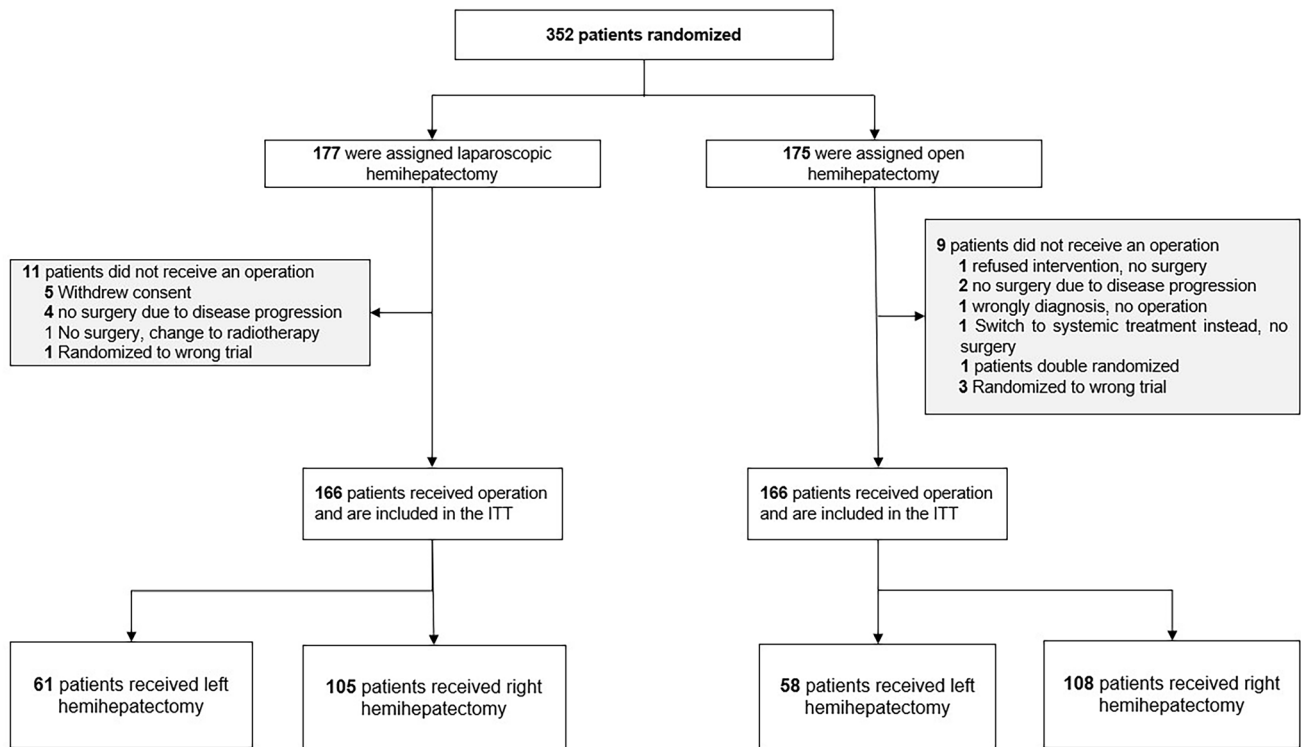 352 patients randomized
177 were assigned laparoscopic
hemihepatectomy
175 were assigned open
hemihepatectomy
11 patients did not receive an operation
5 Withdrew consent
4 no surgery due to disease progression
1 No surgery, change to radiotherapy
1 Randomized to wrong trial
9 patients did not receive an operation
1 refused intervention, no surgery
2 no surgery due to disease progression
1 wrongly diagnosis, no operation
1 Switch to systemic treatment instead, no
surgery
1 patients double randomized
3 Randomized to wrong trial
166 patients received operation
and are included in the ITT
166 patients received operation
and are included in the ITT
61 patients received left
hemihepatectomy
105 patients received right
hemihepatectomy
58 patients received left
hemihepatectomy
108 patients received right
hemihepatectomy